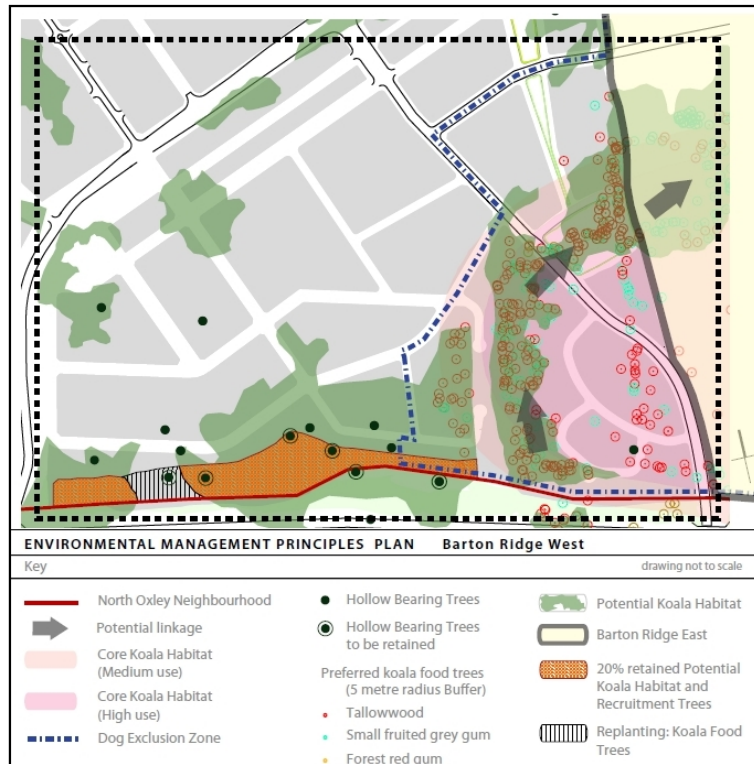 ENVIRONMENTAL MANAGEMENT PRINCIPLES PLAN Barton Ridge West
Key
drawing not to scale
North Oxley Neighbourhood
Potential linkage
Core Koala Habitat
(Medium use)
Core Koala Habitat
(High use)
Dog Exclusion Zone
Hollow Bearing Trees
Hollow Bearing Trees
to be retained
Preferred koala food trees
(5 metre radius Buffer)
Tallowwood
Small fruited grey gum
Forest red gum
Potential Koala Habitat
Barton Ridge East
20% retained Potential
Koala Habitat and
Recruitment Trees
Replanting: Koala Food
Trees